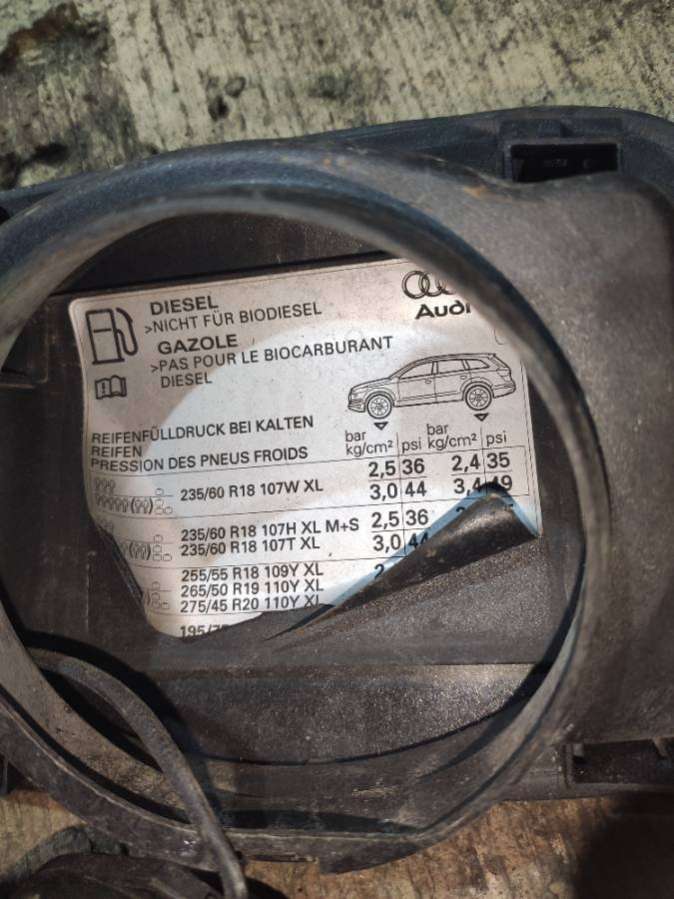 DIESEL
>NICHT FÜR BIODIESEL
GAZOLE
>PAS POUR LE BIOCARBURANT
DIESEL
Audi
REIFENFÜLLDRUCK BEI KALTEN
REIFEN
PRESSION DES PNEUS FROIDS
bar psi bar psi
kg/cm² kg/cm²
235/60 R18 107W XL 2,5 36 2,4 35
3,0 44 3,4 49
235/60 R18 107H XL M+S 2,5 36
235/60 R18 107T XL 3,0 44
255/55 R18 109Y XL
265/50 R19 110Y XL
275/45 R20 110Y XL